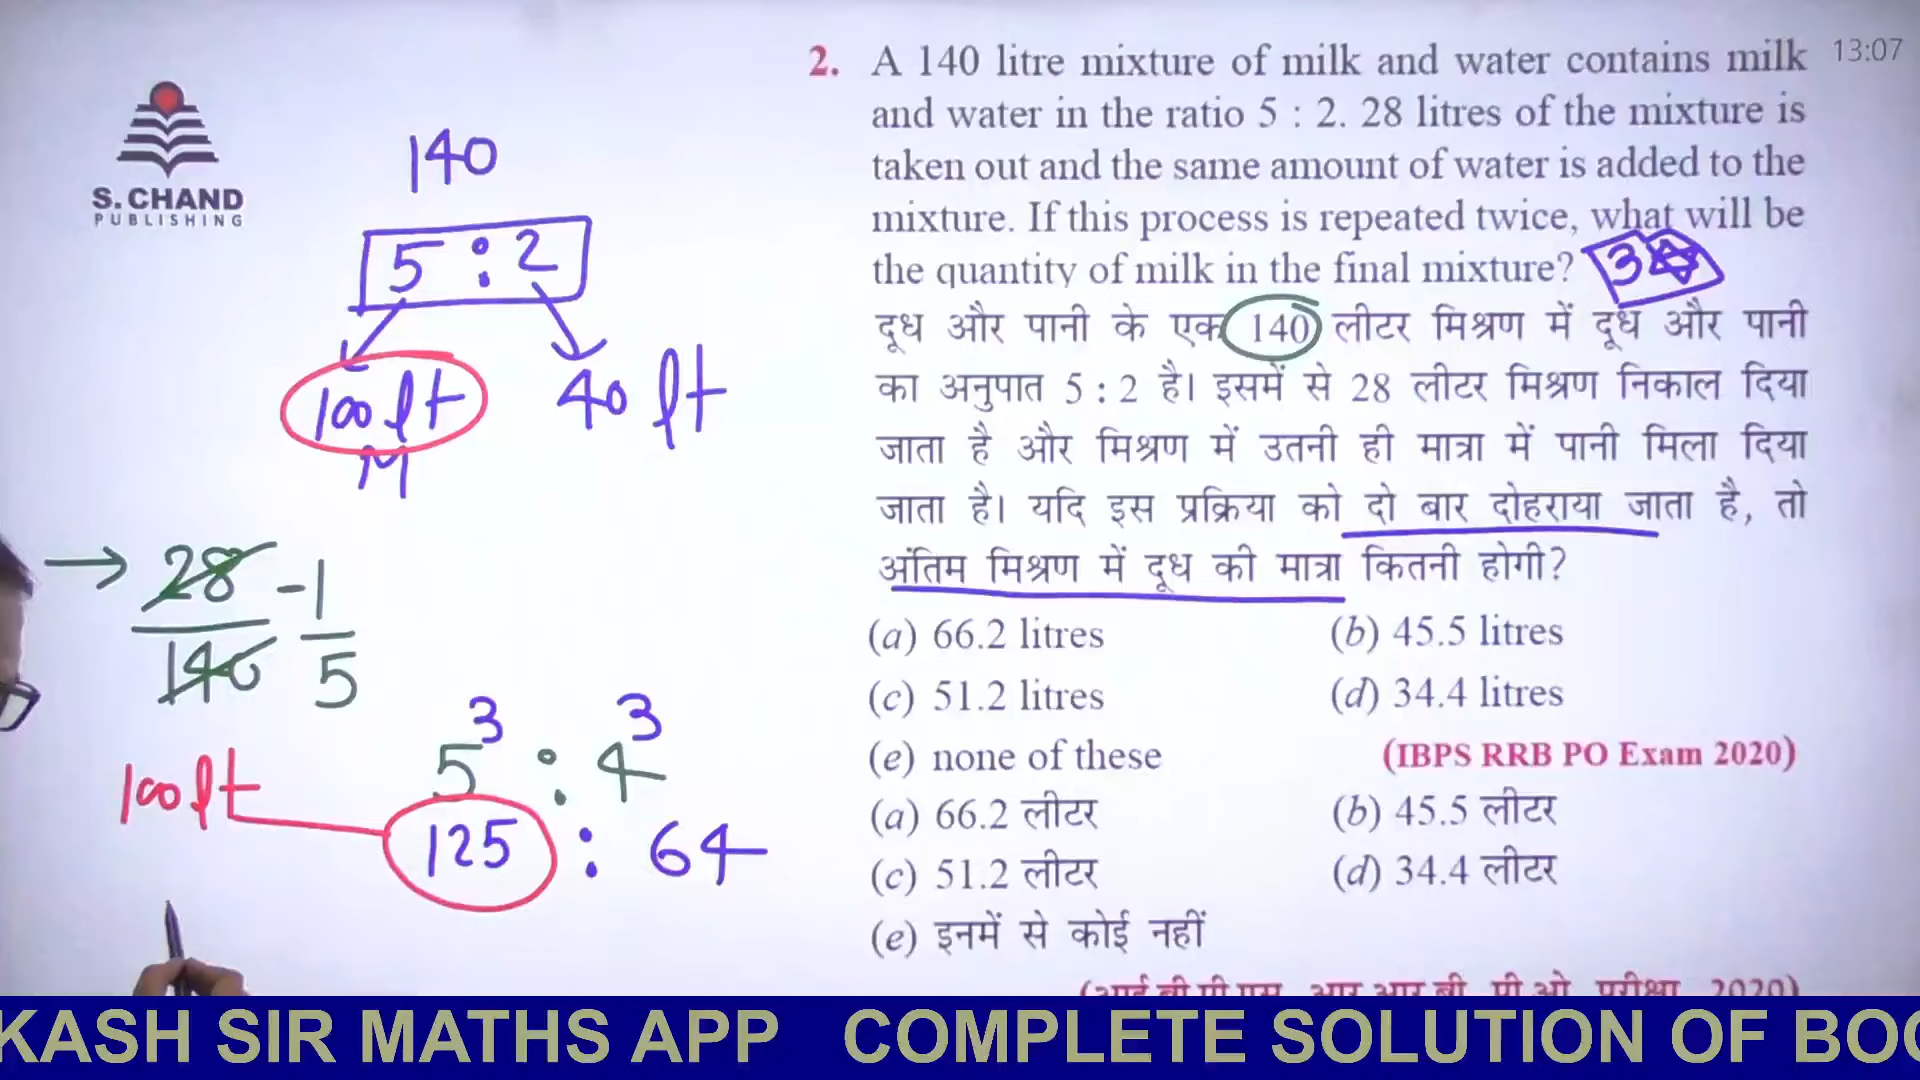 S. CHAND
PUBLISHING
140
5 : 2
100 lt
40 lt
M
→ 28 - 1
140 5
5³ : 4³
100 lt
125 : 64
13:07
2. A 140 litre mixture of milk and water contains milk
and water in the ratio 5 : 2. 28 litres of the mixture is
taken out and the same amount of water is added to the
mixture. If this process is repeated twice, what will be
the quantity of milk in the final mixture? 3
दूध और पानी के एक 140 लीटर मिश्रण में दूध और पानी
का अनुपात 5 : 2 है। इसमें से 28 लीटर मिश्रण निकाल दिया
जाता है और मिश्रण में उतनी ही मात्रा में पानी मिला दिया
जाता है। यदि इस प्रक्रिया को दो बार दोहराया जाता है, तो
अंतिम मिश्रण में दूध की मात्रा कितनी होगी?
(a) 66.2 litres (b) 45.5 litres
(c) 51.2 litres (d) 34.4 litres
(e) none of these (IBPS RRB PO Exam 2020)
(a) 66.2 लीटर (b) 45.5 लीटर
(c) 51.2 लीटर (d) 34.4 लीटर
(e) इनमें से कोई नहीं
(आई.बी.पी.एस. आर.आर.बी. पी.ओ. परीक्षा 2020)
KASH SIR MATHS APP COMPLETE SOLUTION OF BOO